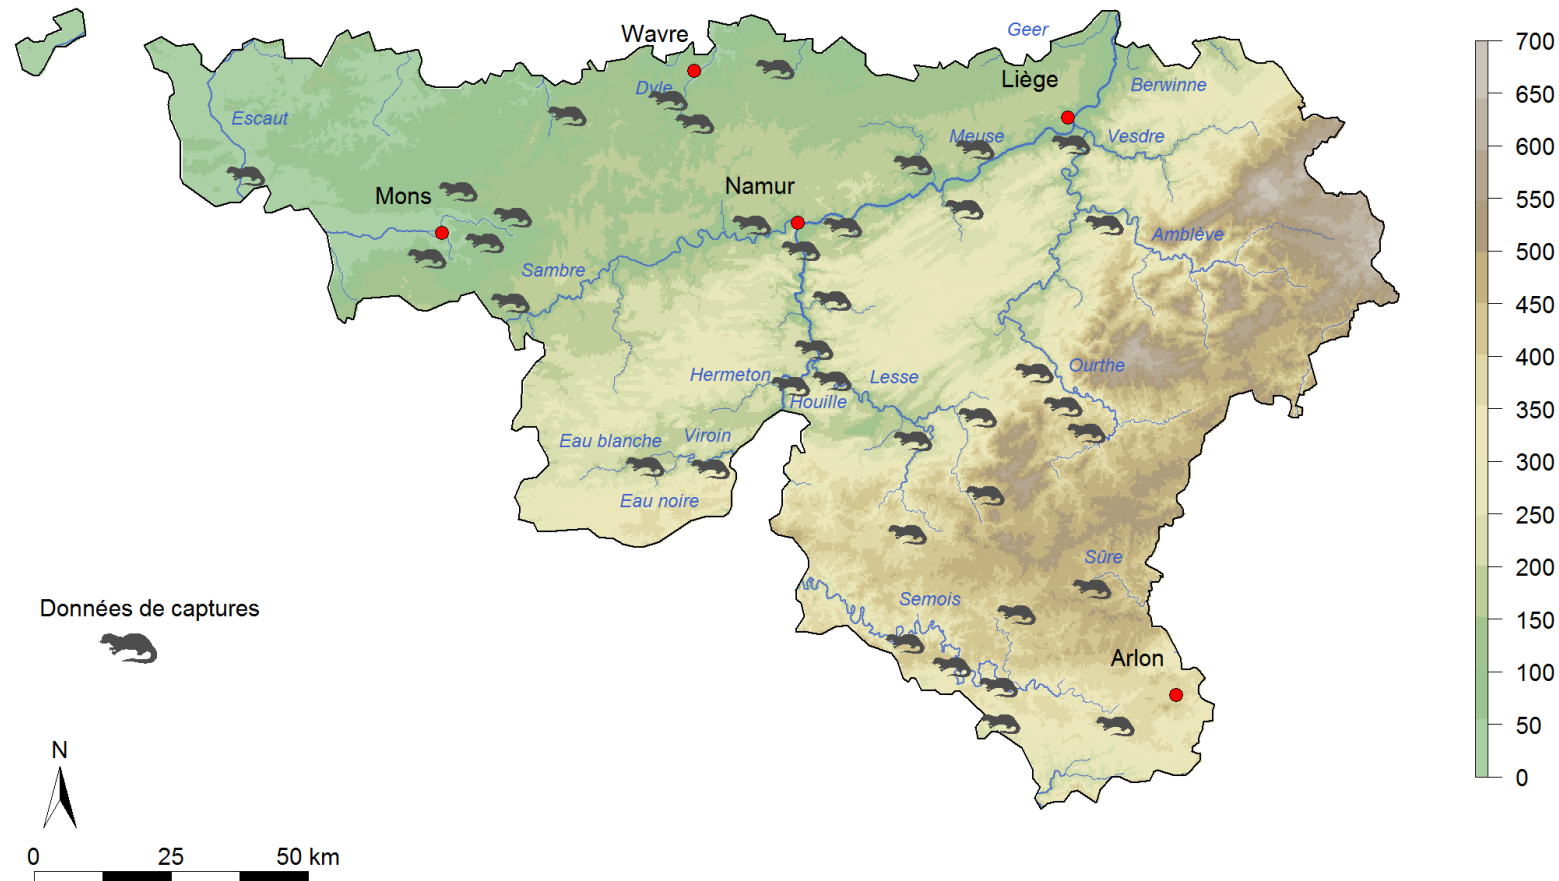 Geer
Wavre
700
650
600
550
500
450
400
350
300
250
200
150
100
50
0
Liège
Berwinne
Dyle
Escaut
Meuse
Vesdre
Mons
Namur
Amblève
Sambre
Ourthe
Hermeton
Lesse
Houille
Eau blanche
Viroin
Eau noire
Sûre
Semois
Données de captures
Arlon
N
0 25 50 km